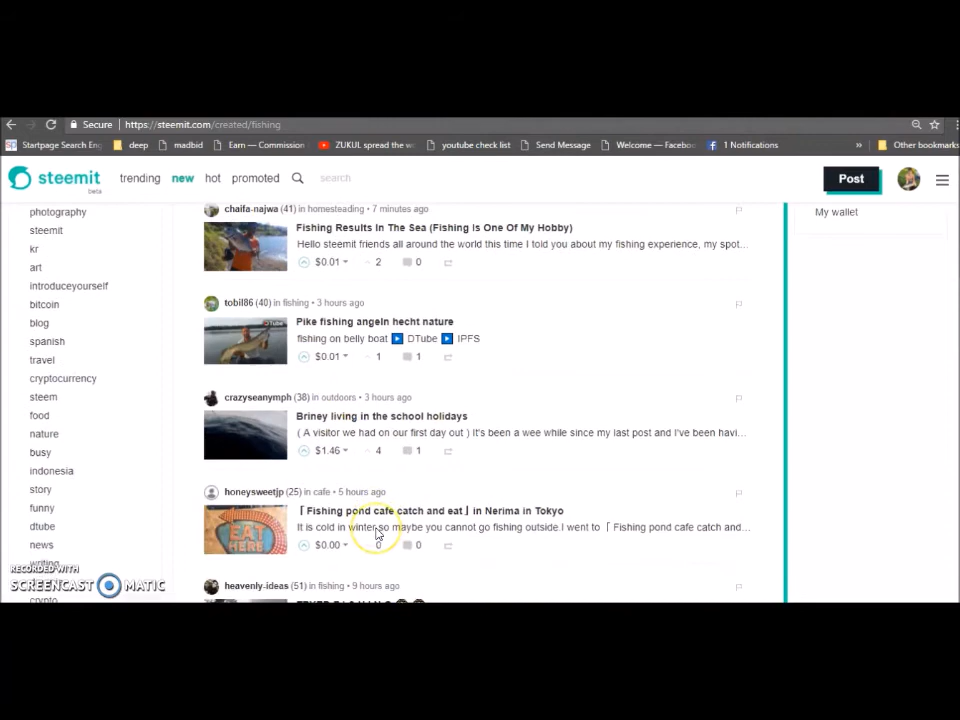 Secure https://steemit.com/created/fishing
Startpage Search Eng deep madbid Earn — Commission ZUKUL spread the wo youtube check list Send Message Welcome — Faceboo 1 Notifications » Other bookmarks
steemit beta trending new hot promoted search Post
photography
steemit
kr
art
introduceyourself
bitcoin
blog
spanish
travel
cryptocurrency
steem
food
nature
busy
indonesia
story
funny
dtube
news
writing
crypto
chaifa-najwa (41) in homesteading • 7 minutes ago
Fishing Results In The Sea (Fishing Is One Of My Hobby)
Hello steemit friends all around the world this time I told you about my fishing experience, my spot...
$0.01 2 0
tobil86 (40) in fishing • 3 hours ago
Pike fishing angeln hecht nature
fishing on belly boat ▶ DTube ▶ IPFS
$0.01 1 1
crazyseanymph (38) in outdoors • 3 hours ago
Briney living in the school holidays
( A visitor we had on our first day out ) It's been a wee while since my last post and I've been havi...
$1.46 4 1
honeysweetjp (25) in cafe • 5 hours ago
「Fishing pond cafe catch and eat」in Nerima in Tokyo
It is cold in winter,so maybe you cannot go fishing outside.I went to「Fishing pond cafe catch and...
EAT HERE
$0.00 0 0
heavenly-ideas (51) in fishing • 9 hours ago
My wallet
RECORDED WITH
SCREENCAST MATIC